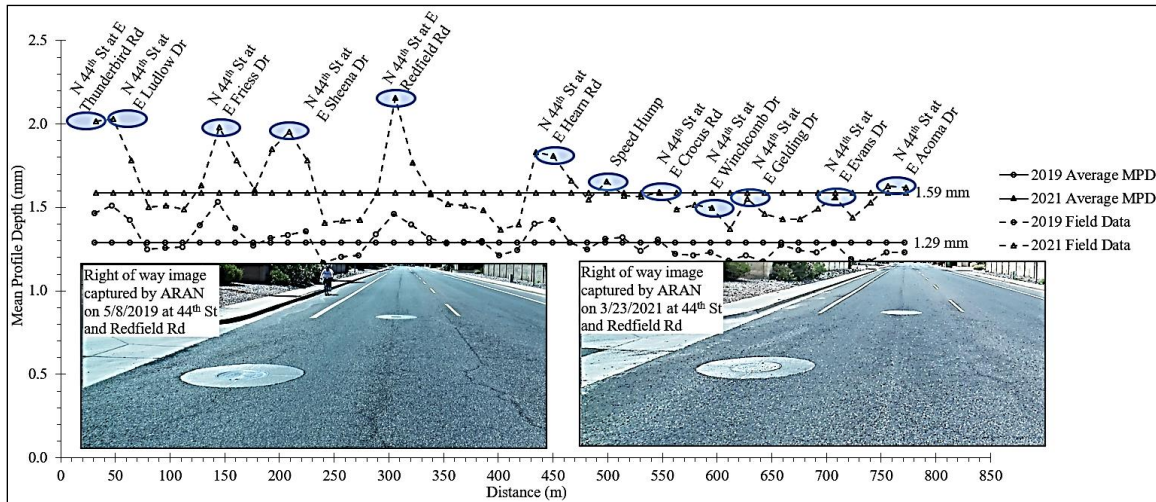 N 44th St at E
Thunderbird Rd
N 44th St at
E Ludlow Dr
N 44th St at
E Friess Dr
N 44th St at
E Sheena Dr
N 44th St at E
Redfield Rd
N 44th St at
E Hearn Rd
Speed Hump
N 44th St at
E Crocus Rd
N 44th St at
E Winchcomb Dr
N 44th St at
E Gelding Dr
N 44th St at
E Evans Dr
N 44th St at
E Acoma Dr
2.5
2.0
1.5
1.0
0.5
0.0
Mean Profile Depth (mm)
1.59 mm
1.29 mm
2019 Average MPD
2021 Average MPD
2019 Field Data
2021 Field Data
Right of way image
captured by ARAN
on 5/8/2019 at 44th St
and Redfield Rd
Right of way image
captured by ARAN
on 3/23/2021 at 44th St
and Redfield Rd
0 50 100 150 200 250 300 350 400 450 500 550 600 650 700 750 800 850
Distance (m)